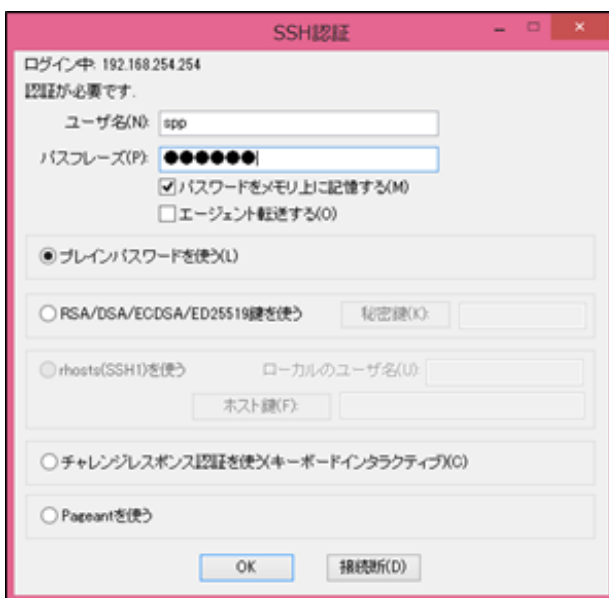 SSH認証
ログイン中: 192.168.254.254
認証が必要です.
ユーザ名(N): spp
パスフレーズ(P): ●●●●●●
パスワードをメモリ上に記憶する(M)
エージェント転送する(O)
プレインパスワードを使う(L)
RSA/DSA/ECDSA/ED25519鍵を使う 秘密鍵(K):
rhosts(SSH1)を使う ローカルのユーザ名(U):
ホスト鍵(F):
チャレンジレスポンス認証を使う(キーボードインタラクティブ)(C)
Pageantを使う
OK 接続断(D)